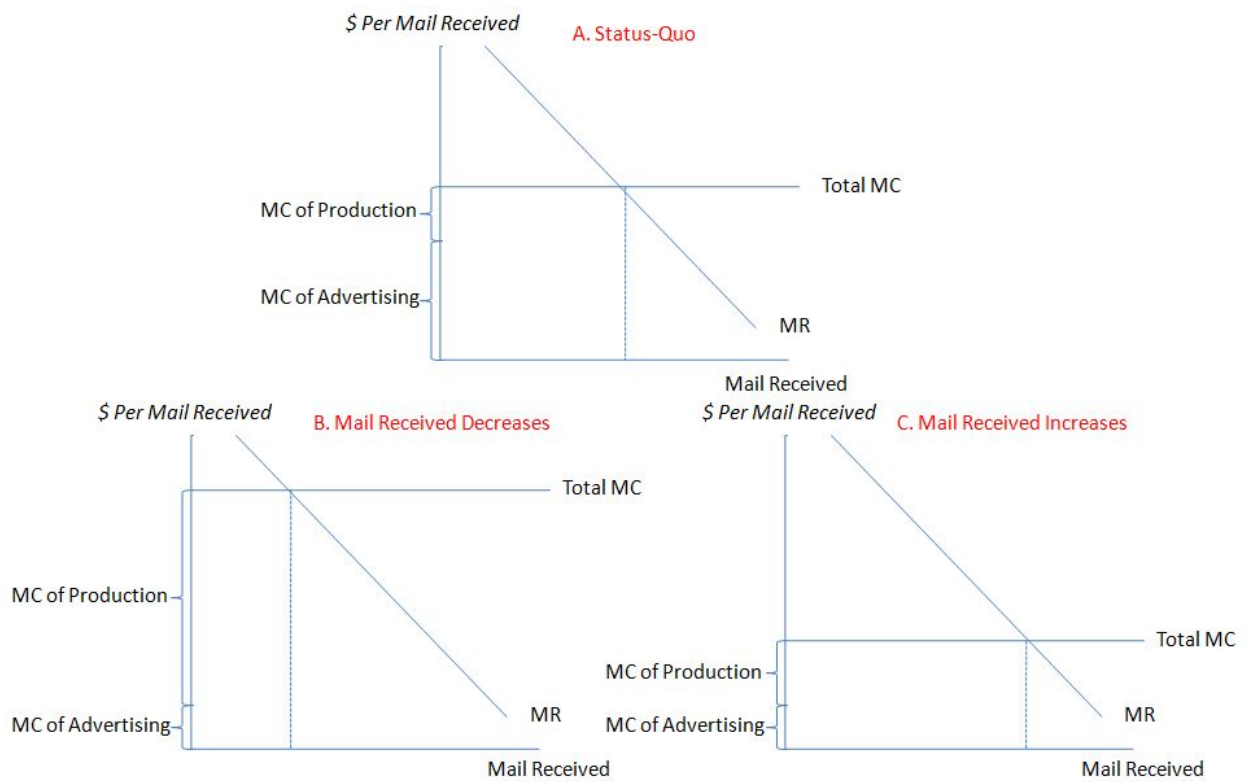 $ Per Mail Received
A. Status-Quo
Total MC
MC of Production
MC of Advertising
MR
Mail Received
$ Per Mail Received
B. Mail Received Decreases
Total MC
MC of Production
MR
MC of Advertising
Mail Received
$ Per Mail Received
C. Mail Received Increases
Total MC
MC of Production
MR
MC of Advertising
Mail Received